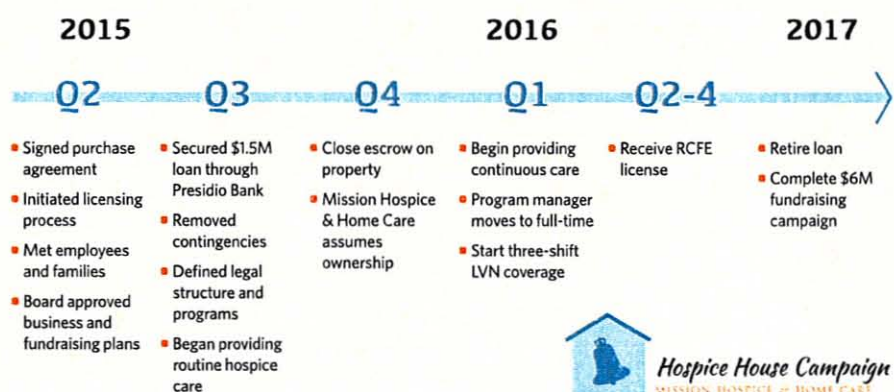 2015
2016
2017
Q2
Q3
Q4
Q1
Q2-4
Signed purchase
agreement
Initiated licensing
process
Met employees
and families
Board approved
business and
fundraising plans
Secured $1.5M
loan through
Presidio Bank
Removed
contingencies
Defined legal
structure and
programs
Began providing
routine hospice
care
Close escrow on
property
Mission Hospice
& Home Care
assumes
ownership
Begin providing
continuous care
Program manager
moves to full-time
Start three-shift
LVN coverage
Receive RCFE
license
Retire loan
Complete $6M
fundraising
campaign
Hospice House Campaign
MISSION HOSPICE & HOME CARE